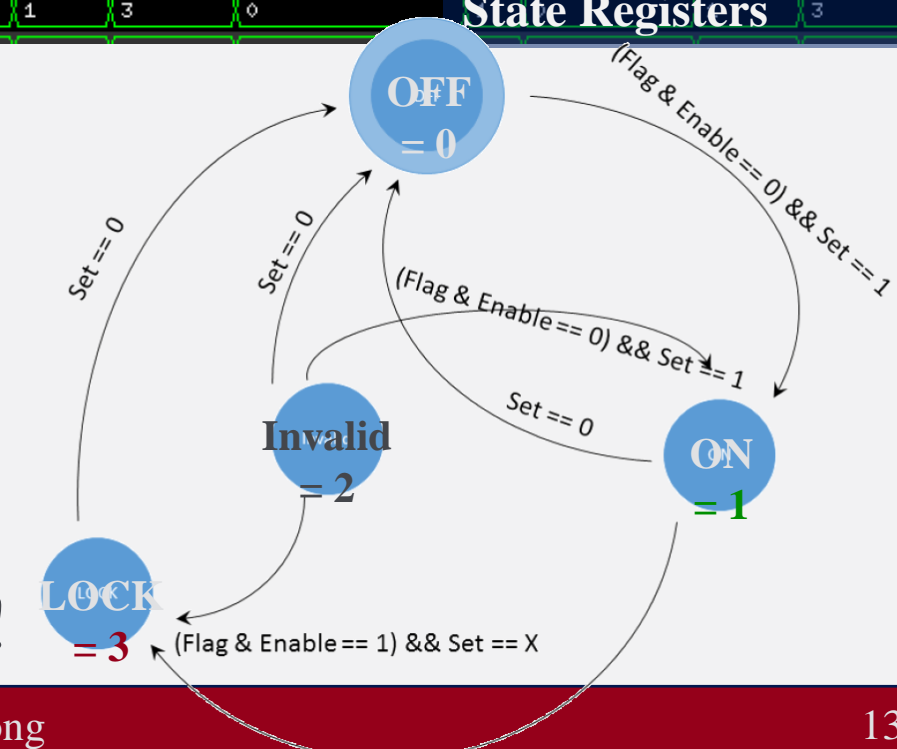 1 3 0 3
State Registers
OFF
= 0
(Flag & Enable == 0) && Set == 1
Set == 0
Set == 0
(Flag & Enable == 0) && Set == 1
Set == 0
Invalid
= 2
ON
= 1
LOCK
LOCK
= 3
(Flag & Enable == 1) && Set == X
ong
13